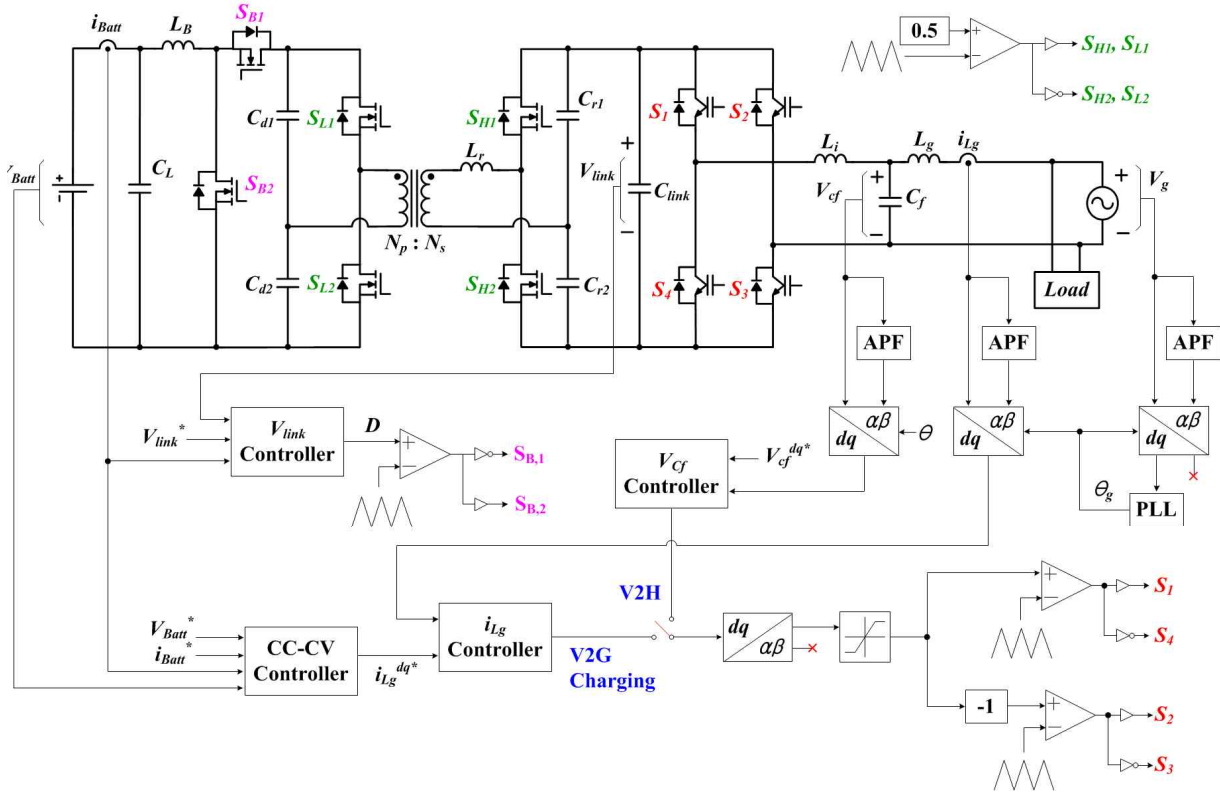 i_Batt
L_B
S_B1
C_L
S_B2
C_d1
C_d2
S_L1
S_L2
N_p : N_s
L_r
S_H1
S_H2
C_r1
C_r2
V_link
+
−
C_link
S_1
S_2
S_4
S_3
L_i
L_g
i_Lg
V_cf
+
−
C_f
+
V_g
−
Load
0.5
+
−
S_H1, S_L1
S_H2, S_L2
Batt
+
-
APF
APF
APF
αβ
dq
θ
αβ
dq
αβ
dq
θ_g
PLL
V_link*
V_link
Controller
D
+
−
S_B,1
S_B,2
V_Cf
Controller
V_cf^dq*
V_Batt*
i_Batt*
CC-CV
Controller
i_Lg^dq*
i_Lg
Controller
V2H
V2G
Charging
dq
αβ
+
−
S_1
S_4
-1
+
−
S_2
S_3